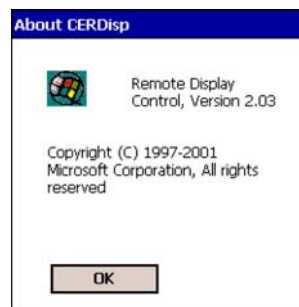 About CERDisp
Remote Display
Control, Version 2.03
Copyright (C) 1997-2001
Microsoft Corporation, All rights
reserved
OK